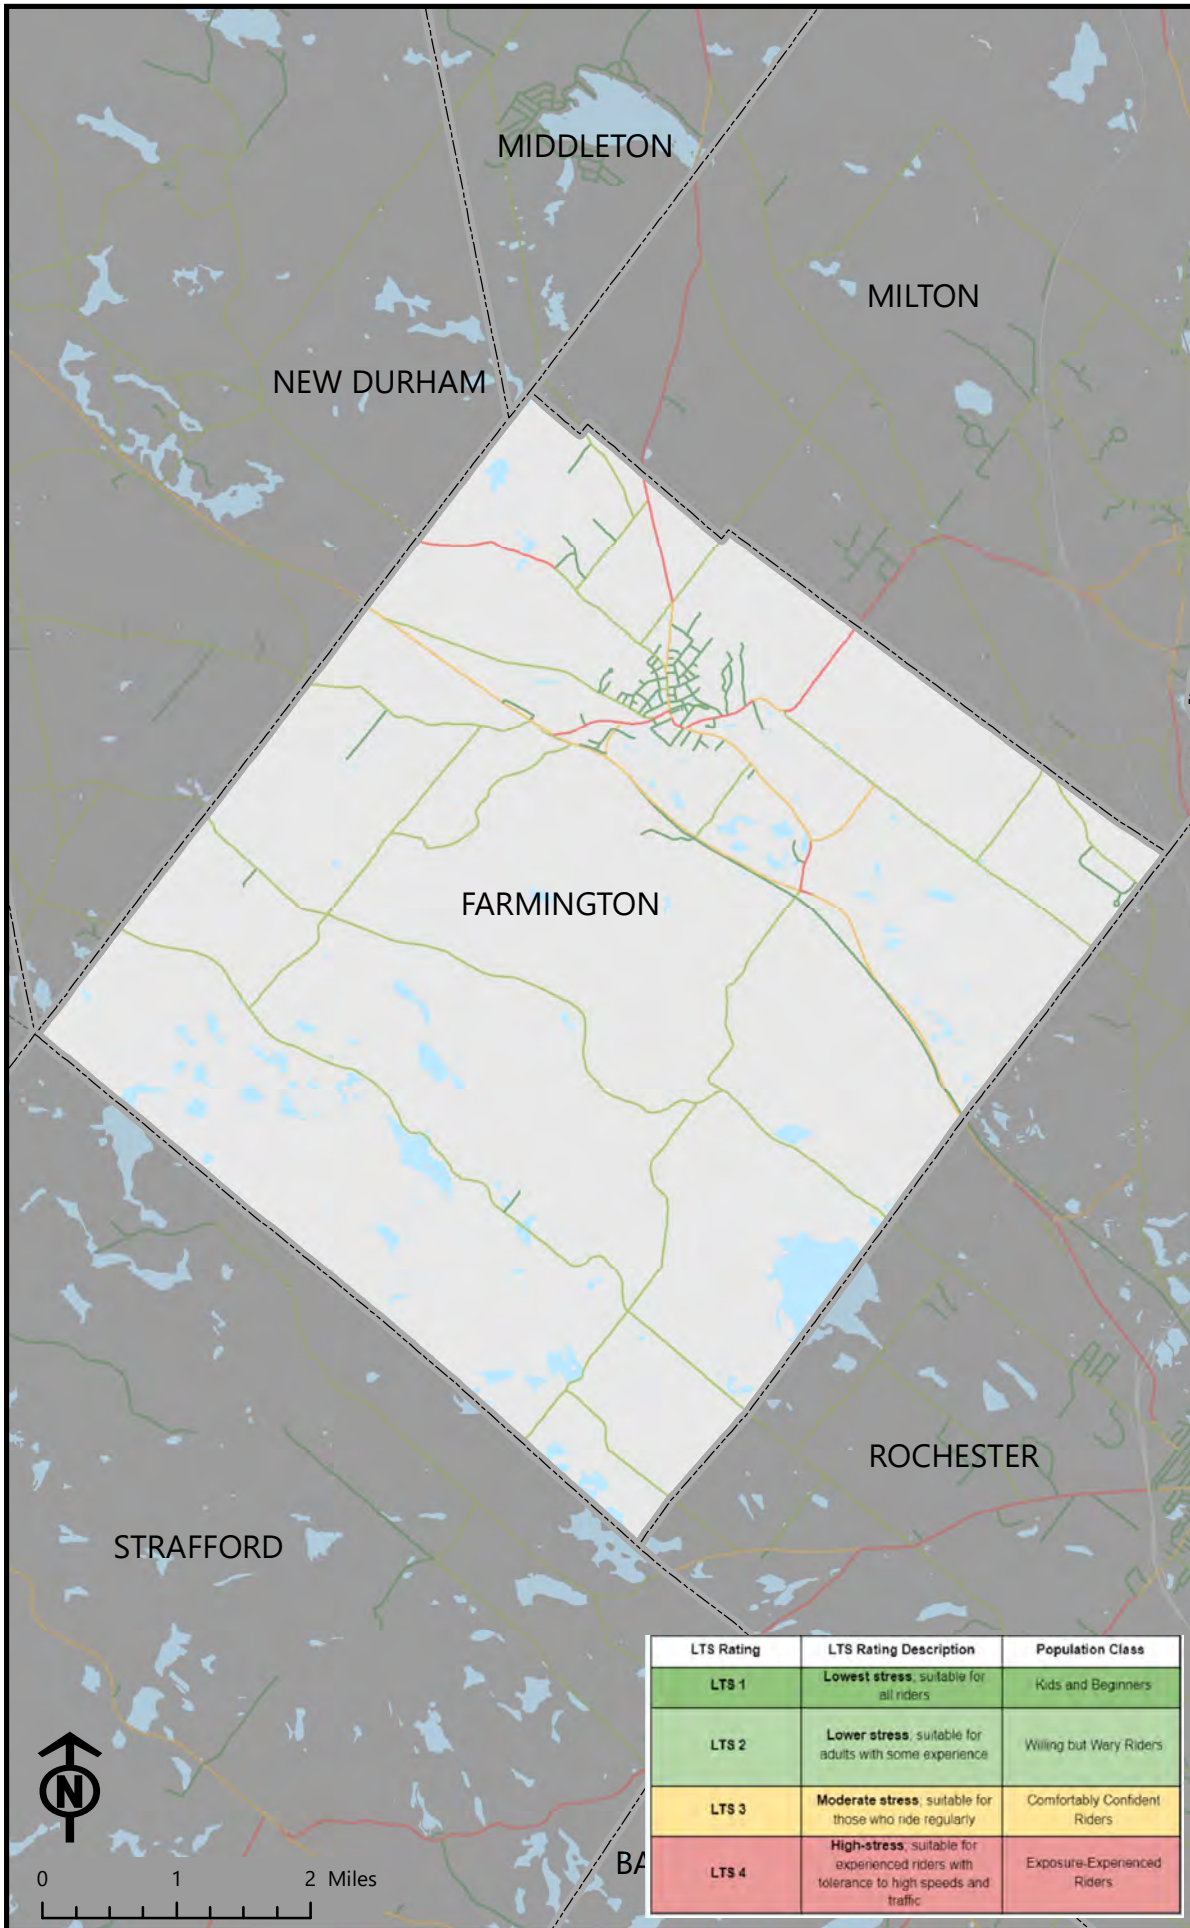 MIDDLETON
MILTON
NEW DURHAM
FARMINGTON
ROCHESTER
STRAFFORD
BA
N
0 1 2 Miles
LTS Rating LTS Rating Description Population Class
LTS 1 Lowest stress, suitable for all riders Kids and Beginners
LTS 2 Lower stress, suitable for adults with some experience Willing but Wary Riders
LTS 3 Moderate stress, suitable for those who ride regularly Comfortably Confident Riders
LTS 4 High-stress, suitable for experienced riders with tolerance to high speeds and traffic Exposure-Experienced Riders